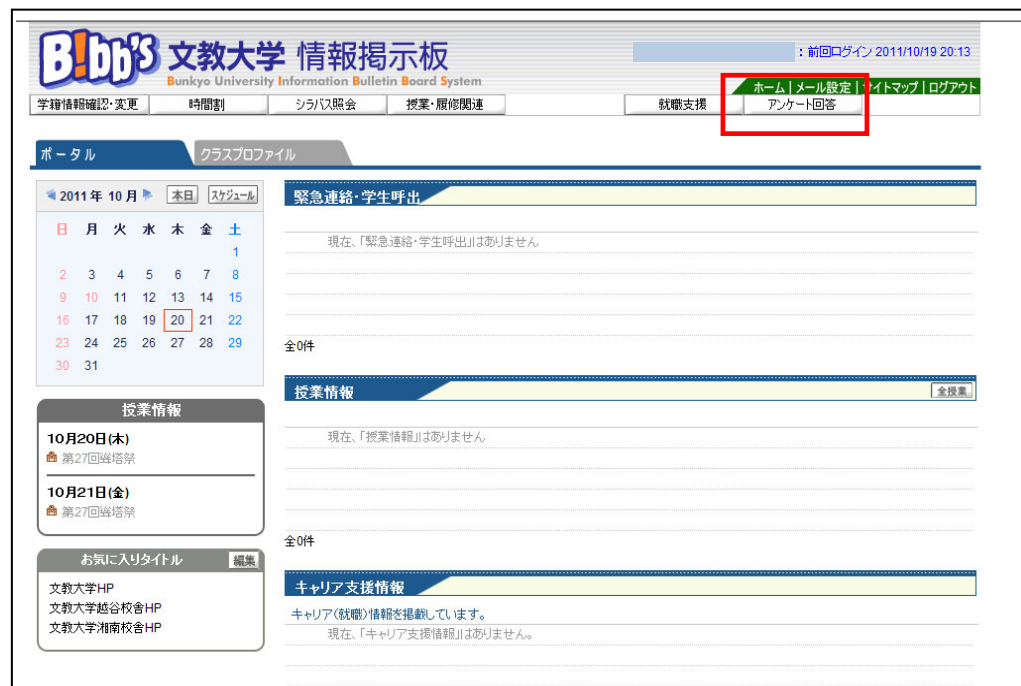 B!bb's 文教大学 情報掲示板
Bunkyo University Information Bulletin Board System
：前回ログイン 2011/10/19 20:13
ホーム | メール設定 | サイトマップ | ログアウト
学籍情報確認・変更 時間割 シラバス照会 授業・履修関連 就職支援 アンケート回答
ポータル クラスプロファイル
2011年 10月 本日 スケジュール
日 月 火 水 木 金 土
1
2 3 4 5 6 7 8
9 10 11 12 13 14 15
16 17 18 19 20 21 22
23 24 25 26 27 28 29
30 31
授業情報
10月20日(木)
第27回聳塔祭
10月21日(金)
第27回聳塔祭
お気に入りタイトル 編集
文教大学HP
文教大学越谷校舎HP
文教大学湘南校舎HP
緊急連絡・学生呼出
現在、「緊急連絡・学生呼出」はありません
全0件
授業情報 全授業
現在、「授業情報」はありません
全0件
キャリア支援情報
キャリア(就職)情報を掲載しています。
現在、「キャリア支援情報」はありません。